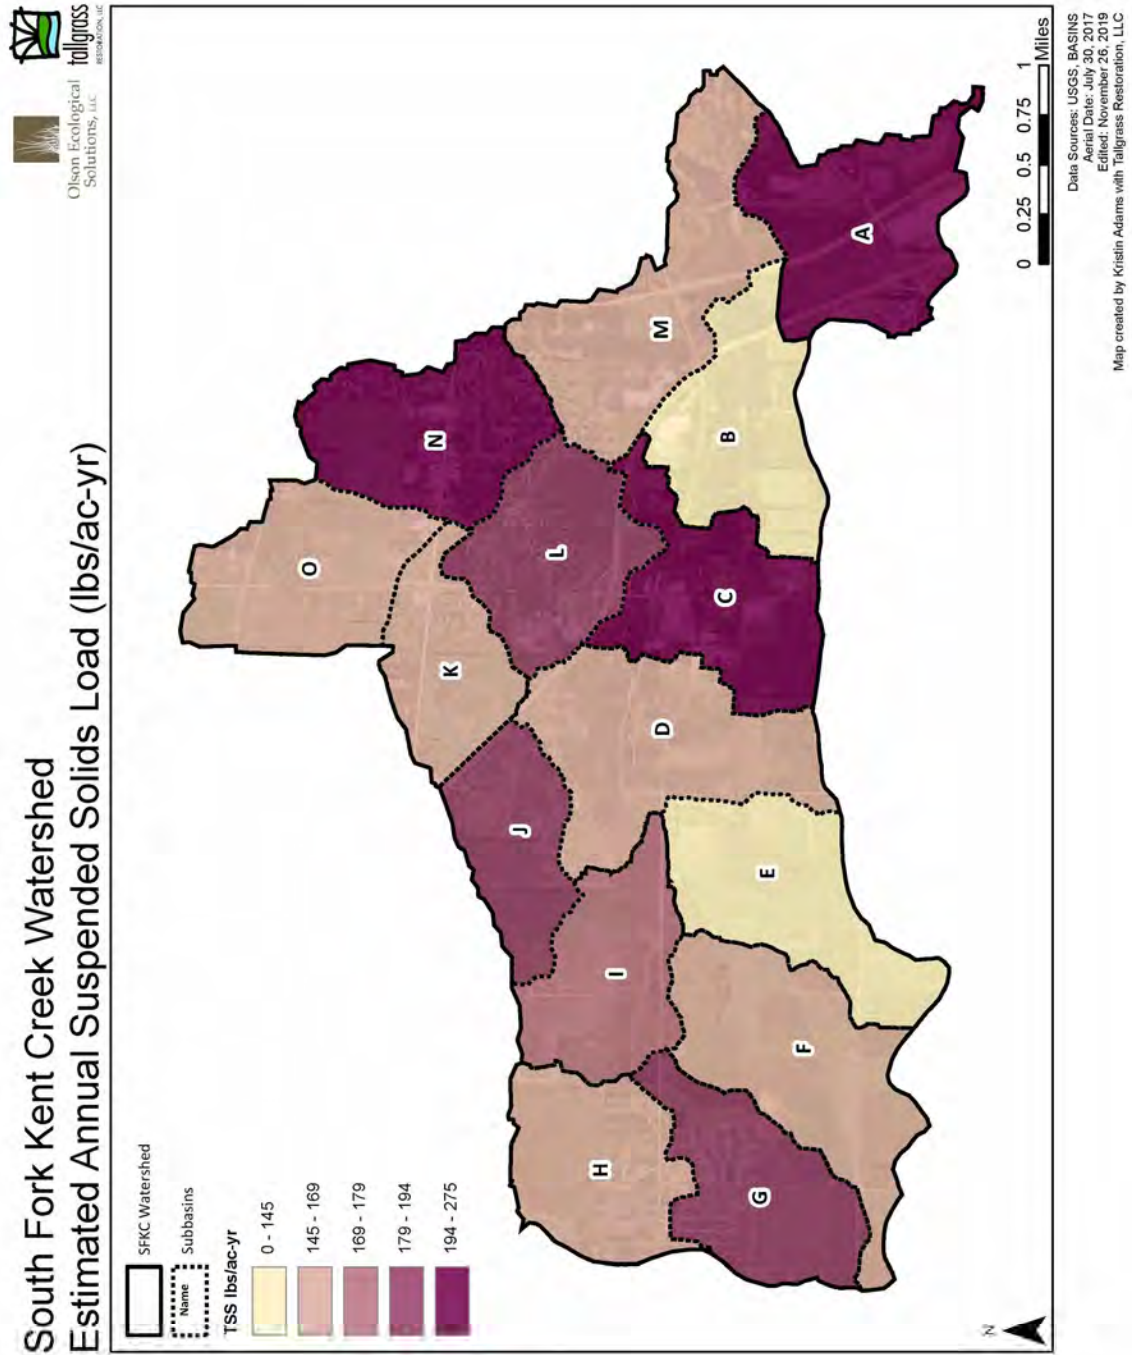 South Fork Kent Creek Watershed
Estimated Annual Suspended Solids Load (lbs/ac-yr)
Olson Ecological
Solutions, LLC
tallgrass
RESTORATION, LLC
SFKC Watershed
Name
Subbasins
TSS lbs/ac-yr
0 - 145
145 - 169
169 - 179
179 - 194
194 - 275
O
N
K
L
M
J
D
C
B
A
I
E
H
G
F
N
0 0.25 0.5 0.75 1
Miles
Data Sources: USGS, BASINS
Aerial Date: July 30, 2017
Edited: November 26, 2019
Map created by Kristin Adams with Tallgrass Restoration, LLC